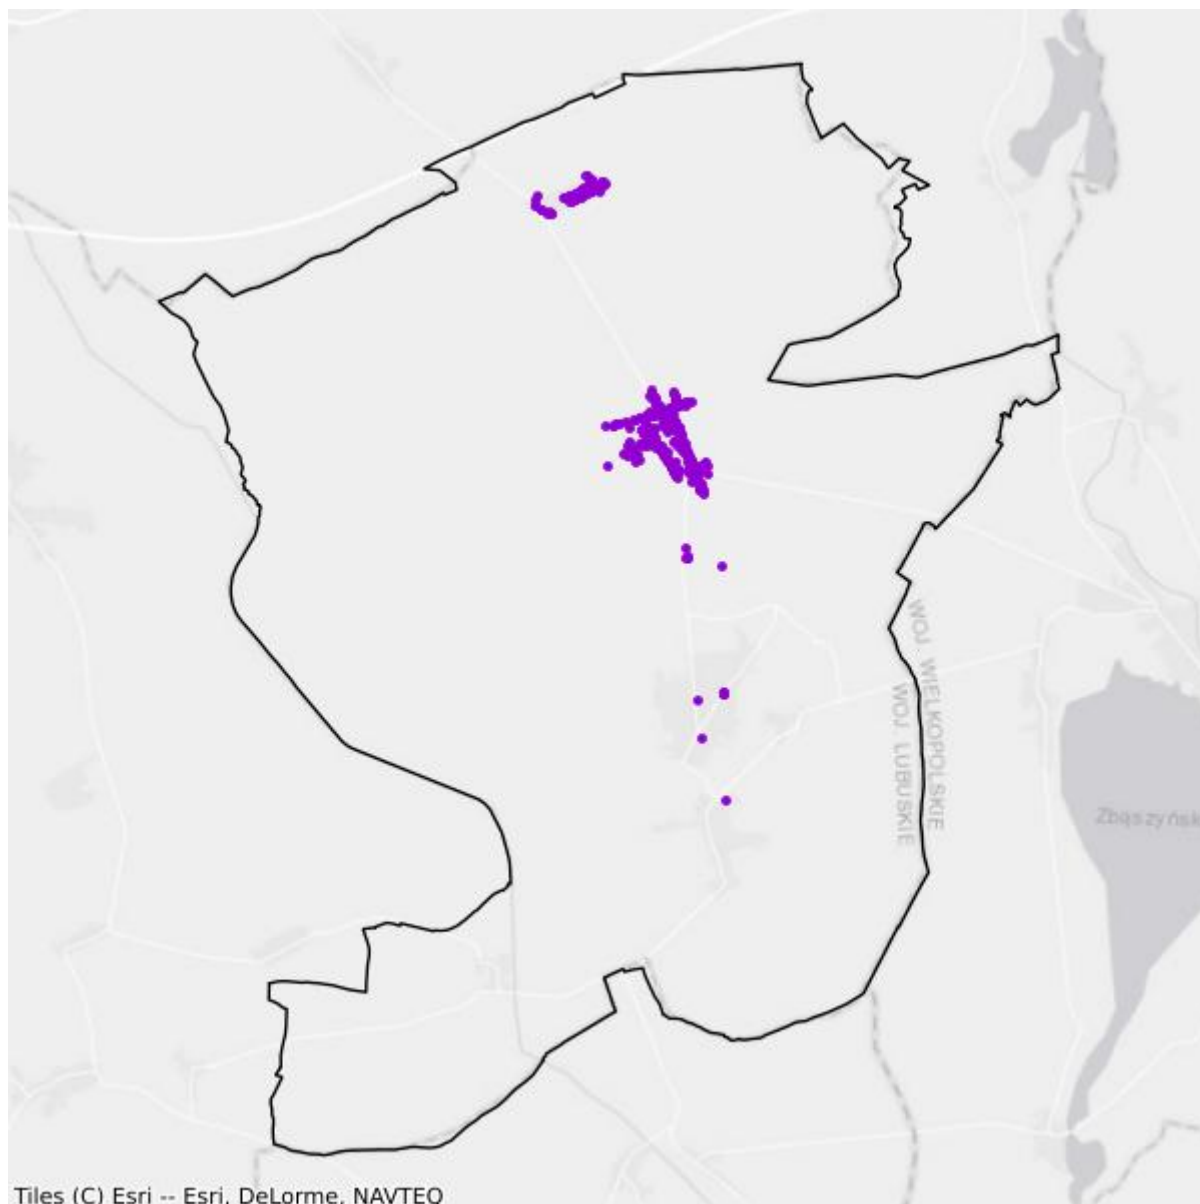 WOJ. WIELKOPOLSKIE
WOJ. LUBUSKIE
Zbąszyńsk
Tiles (C) Esri -- Esri, DeLorme, NAVTEQ